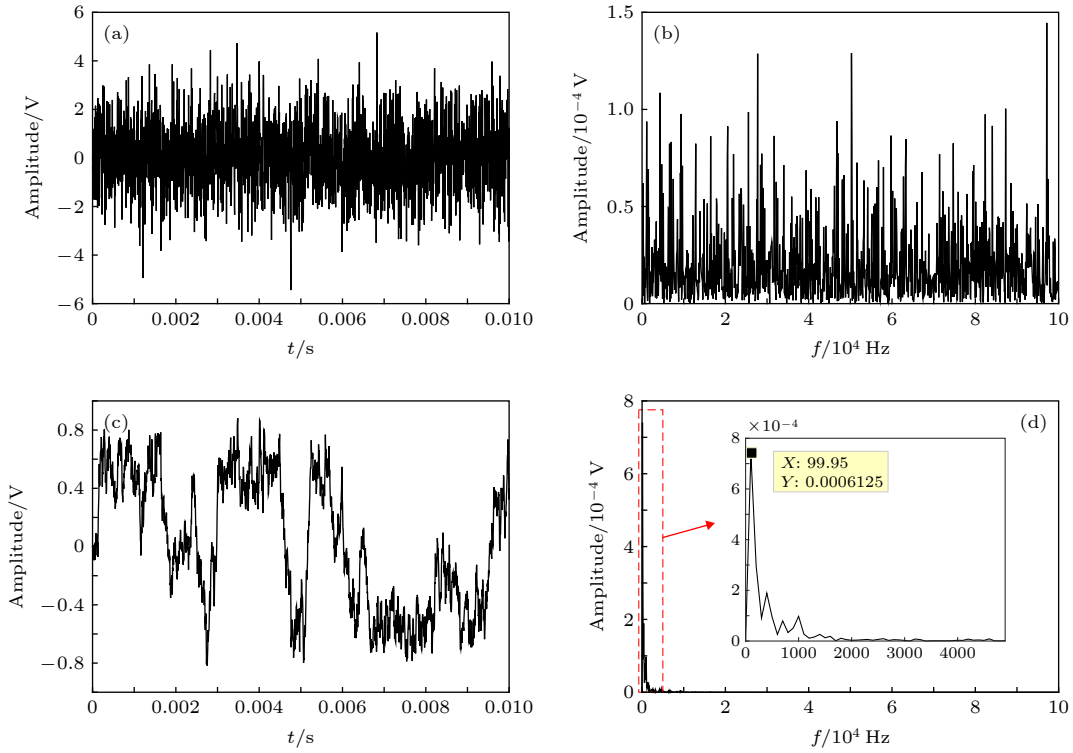 (a)
Amplitude/V
6
4
2
0
−2
−4
−6
0 0.002 0.004 0.006 0.008 0.010
t/s
(b)
Amplitude/10⁻⁴ V
1.5
1.0
0.5
0
0 2 4 6 8 10
f/10⁴ Hz
(c)
Amplitude/V
0.8
0.4
0
−0.4
−0.8
0 0.002 0.004 0.006 0.008 0.010
t/s
(d)
Amplitude/10⁻⁴ V
8
6
4
2
0
0 2 4 6 8 10
f/10⁴ Hz
×10⁻⁴
8
6
4
2
0
0 1000 2000 3000 4000
X: 99.95
Y: 0.0006125